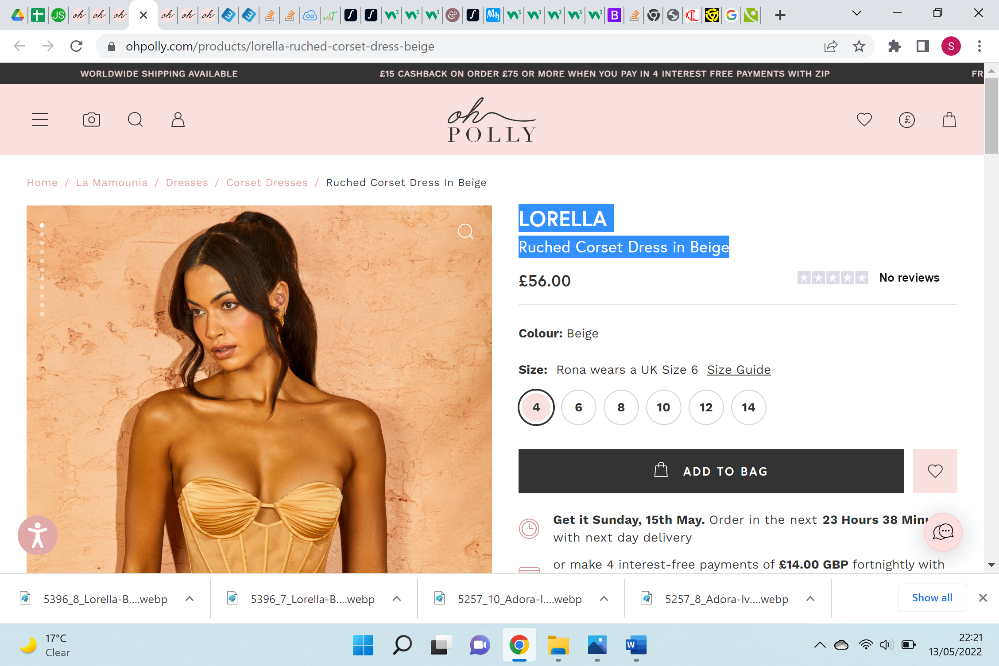 ohpolly.com/products/lorella-ruched-corset-dress-beige
S
WORLDWIDE SHIPPING AVAILABLE
£15 CASHBACK ON ORDER £75 OR MORE WHEN YOU PAY IN 4 INTEREST FREE PAYMENTS WITH ZIP
FR
oh
POLLY
Home / La Mamounia / Dresses / Corset Dresses / Ruched Corset Dress In Beige
LORELLA
Ruched Corset Dress in Beige
£56.00
No reviews
Colour: Beige
Size: Rona wears a UK Size 6 Size Guide
4 6 8 10 12 14
ADD TO BAG
Get it Sunday, 15th May. Order in the next 23 Hours 38 Minu
with next day delivery
or make 4 interest-free payments of £14.00 GBP fortnightly with
5396_8_Lorella-B....webp
5396_7_Lorella-B....webp
5257_10_Adora-I....webp
5257_8_Adora-Iv....webp
Show all
17°C
Clear
22:21
13/05/2022